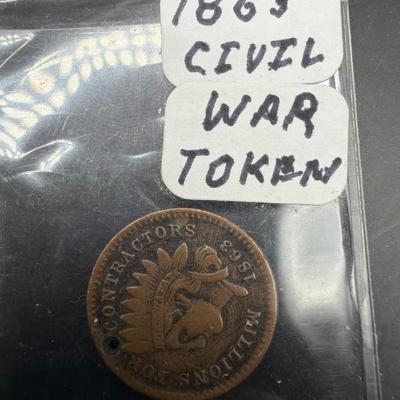 1863
CIVIL
WAR
TOKEN
MILLIONS FOR CONTRACTORS
1863